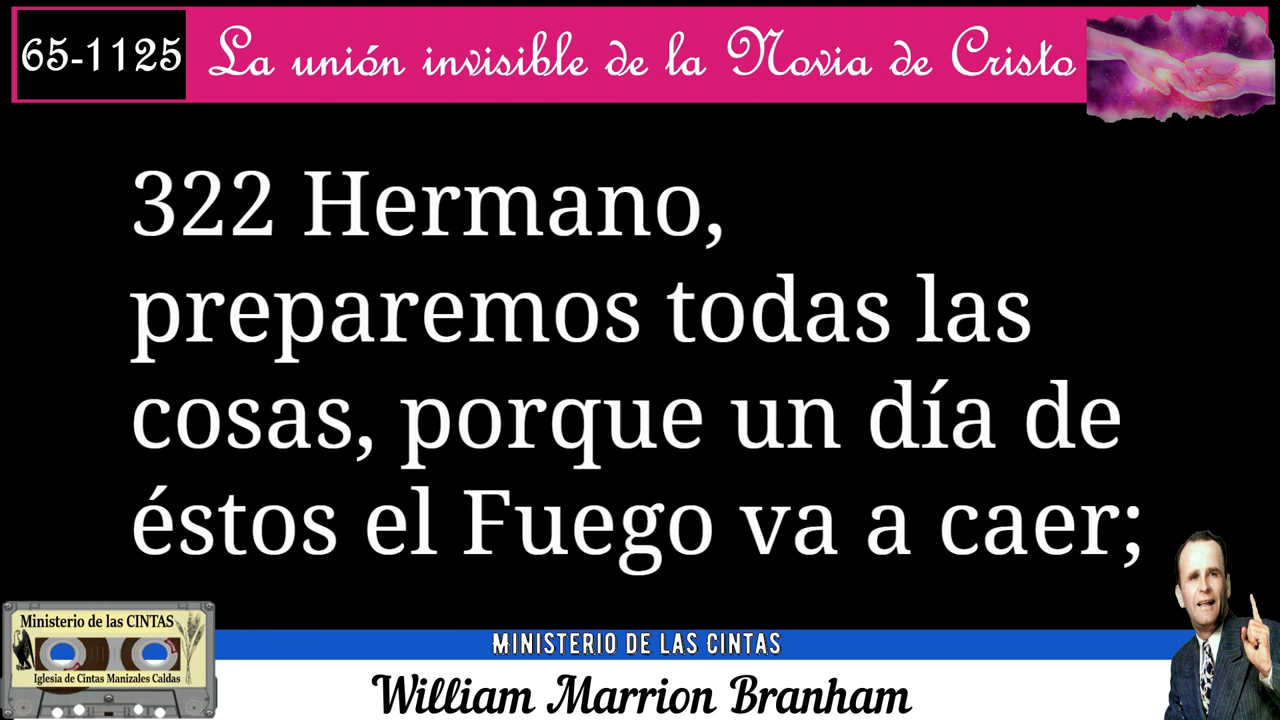 65-1125 La unión invisible de la Novia de Cristo
322 Hermano,
preparemos todas las
cosas, porque un día de
éstos el Fuego va a caer;
Ministerio de las CINTAS
Iglesia de Cintas Manizales Caldas
MINISTERIO DE LAS CINTAS
William Marrion Branham